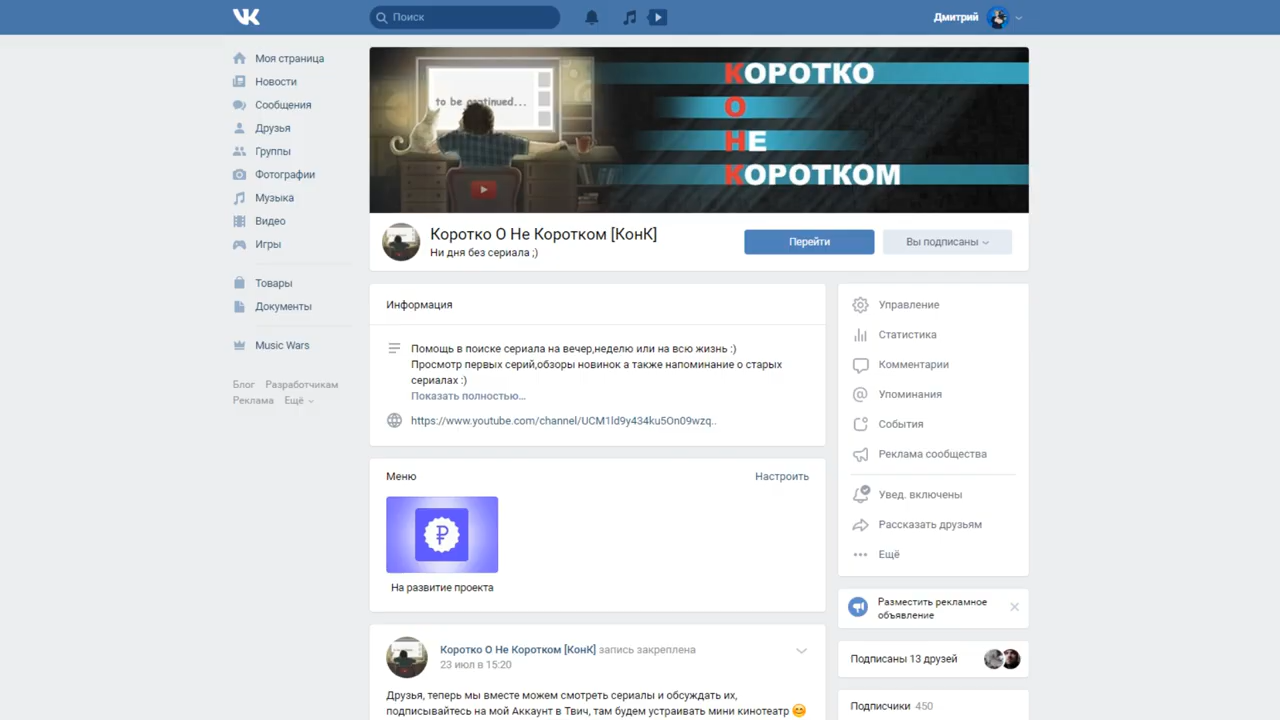 Поиск
Дмитрий
Моя страница
Новости
Сообщения
Друзья
Группы
Фотографии
Музыка
Видео
Игры
Товары
Документы
Music Wars
Блог Разработчикам
Реклама Ещё
to be continued...
КОРОТКО
О
НЕ
КОРОТКОМ
Коротко О Не Коротком [КонК]
Ни дня без сериала ;)
Перейти
Вы подписаны
Информация
Помощь в поиске сериала на вечер,неделю или на всю жизнь :)
Просмотр первых серий,обзоры новинок а также напоминание о старых
сериалах :)
Показать полностью...
https://www.youtube.com/channel/UCM1ld9y434ku5On09wzq..
Меню
Настроить
На развитие проекта
Коротко О Не Коротком [КонК] запись закреплена
23 июл в 15:20
Друзья, теперь мы вместе можем смотреть сериалы и обсуждать их,
подписывайтесь на мой Аккаунт в Твич, там будем устраивать мини кинотеатр 😊
Управление
Статистика
Комментарии
Упоминания
События
Реклама сообщества
Увед. включены
Рассказать друзьям
Ещё
Разместить рекламное
объявление
Подписаны 13 друзей
Подписчики 450